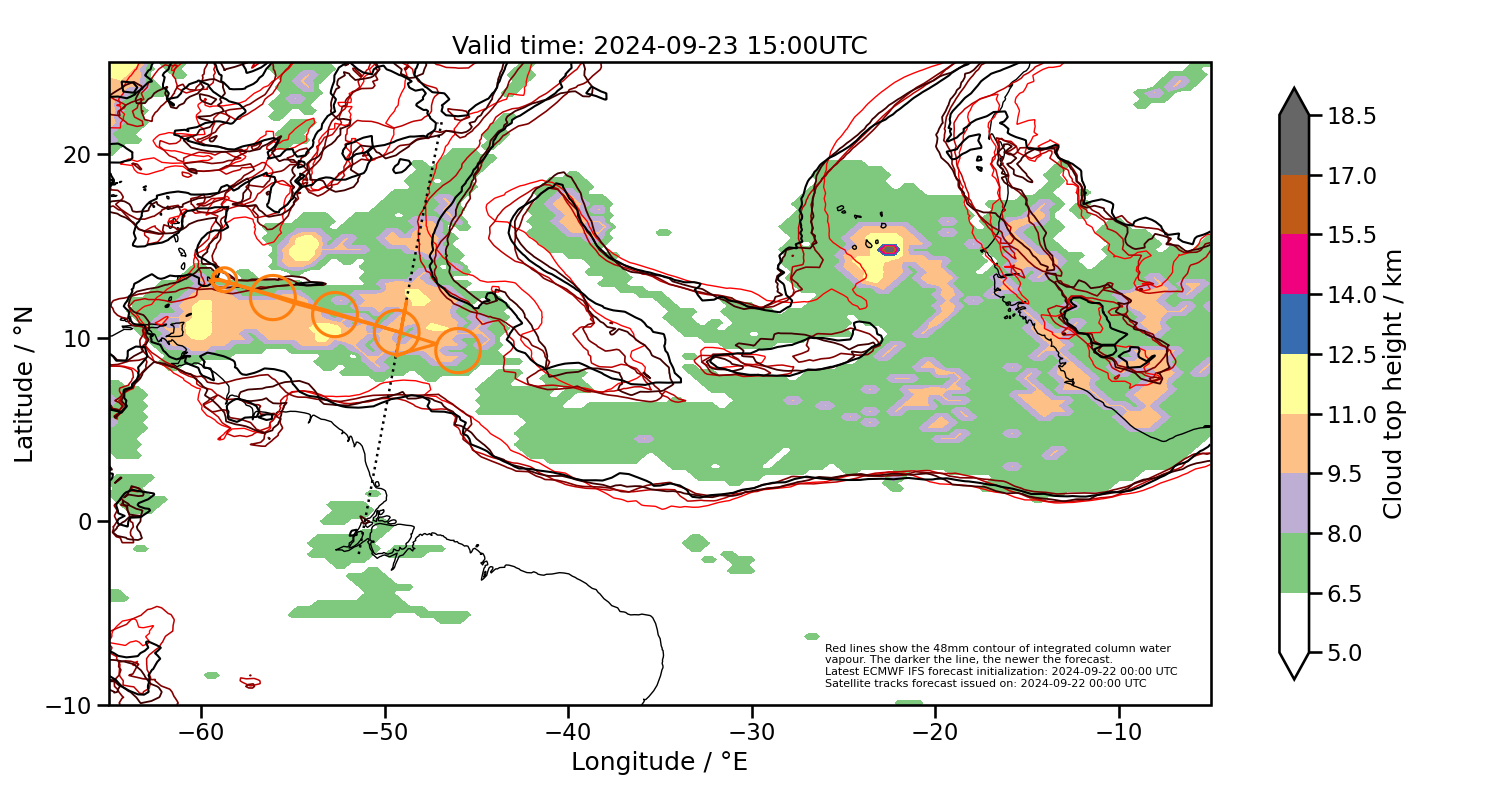 Valid time: 2024-09-23 15:00UTC
20
10
0
−10
Latitude / °N
−60
−50
−40
−30
−20
−10
Longitude / °E
Red lines show the 48mm contour of integrated column water
vapour. The darker the line, the newer the forecast.
Latest ECMWF IFS forecast initialization: 2024-09-22 00:00 UTC
Satellite tracks forecast issued on: 2024-09-22 00:00 UTC
18.5
17.0
15.5
14.0
12.5
11.0
9.5
8.0
6.5
5.0
Cloud top height / km